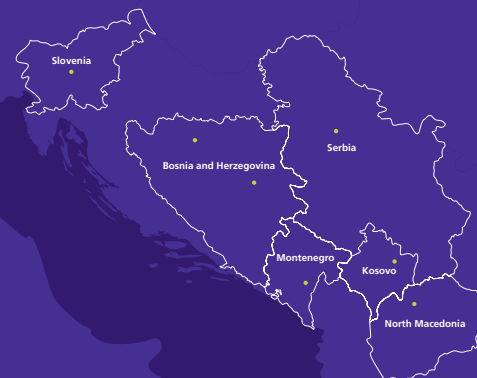 Slovenia
Serbia
Bosnia and Herzegovina
Montenegro
Kosovo
North Macedonia